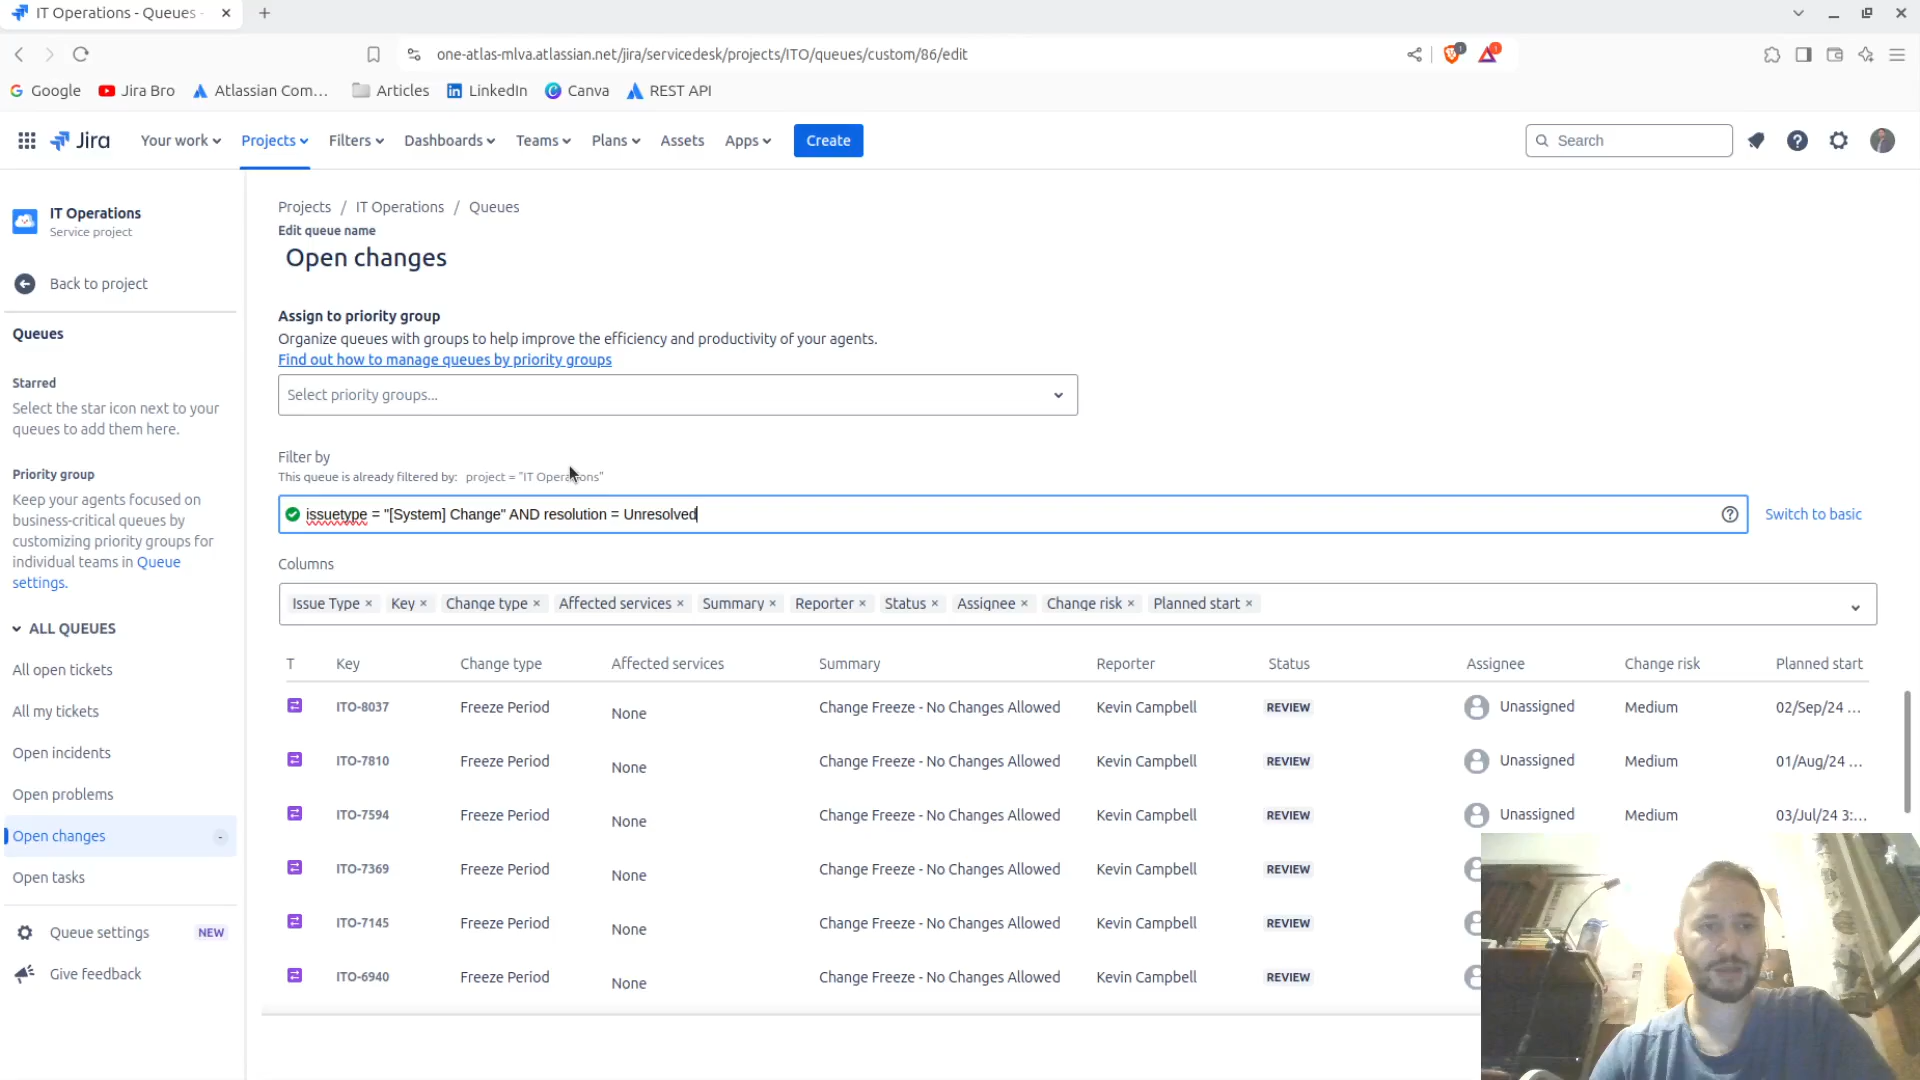 IT Operations - Queues -
one-atlas-mlva.atlassian.net/jira/servicedesk/projects/ITO/queues/custom/86/edit
1
1
Google
Jira Bro
Atlassian Com...
Articles
LinkedIn
Canva
REST API
Jira
Your work
Projects
Filters
Dashboards
Teams
Plans
Assets
Apps
Create
Search
IT Operations
Service project
Back to project
Queues
Starred
Select the star icon next to your
queues to add them here.
Priority group
Keep your agents focused on
business-critical queues by
customizing priority groups for
individual teams in Queue
settings.
ALL QUEUES
All open tickets
All my tickets
Open incidents
Open problems
Open changes -
Open tasks
Queue settings NEW
Give feedback
Projects / IT Operations / Queues
Edit queue name
Open changes
Assign to priority group
Organize queues with groups to help improve the efficiency and productivity of your agents.
Find out how to manage queues by priority groups
Select priority groups...
Filter by
This queue is already filtered by: project = "IT Operations"
issuetype = "[System] Change" AND resolution = Unresolved
Switch to basic
Columns
Issue Type × Key × Change type × Affected services × Summary × Reporter × Status × Assignee × Change risk × Planned start ×
T Key Change type Affected services Summary Reporter Status Assignee Change risk Planned start
ITO-8037 Freeze Period None Change Freeze - No Changes Allowed Kevin Campbell REVIEW Unassigned Medium 02/Sep/24 ...
ITO-7810 Freeze Period None Change Freeze - No Changes Allowed Kevin Campbell REVIEW Unassigned Medium 01/Aug/24 ...
ITO-7594 Freeze Period None Change Freeze - No Changes Allowed Kevin Campbell REVIEW Unassigned Medium 03/Jul/24 3:...
ITO-7369 Freeze Period None Change Freeze - No Changes Allowed Kevin Campbell REVIEW
ITO-7145 Freeze Period None Change Freeze - No Changes Allowed Kevin Campbell REVIEW
ITO-6940 Freeze Period None Change Freeze - No Changes Allowed Kevin Campbell REVIEW